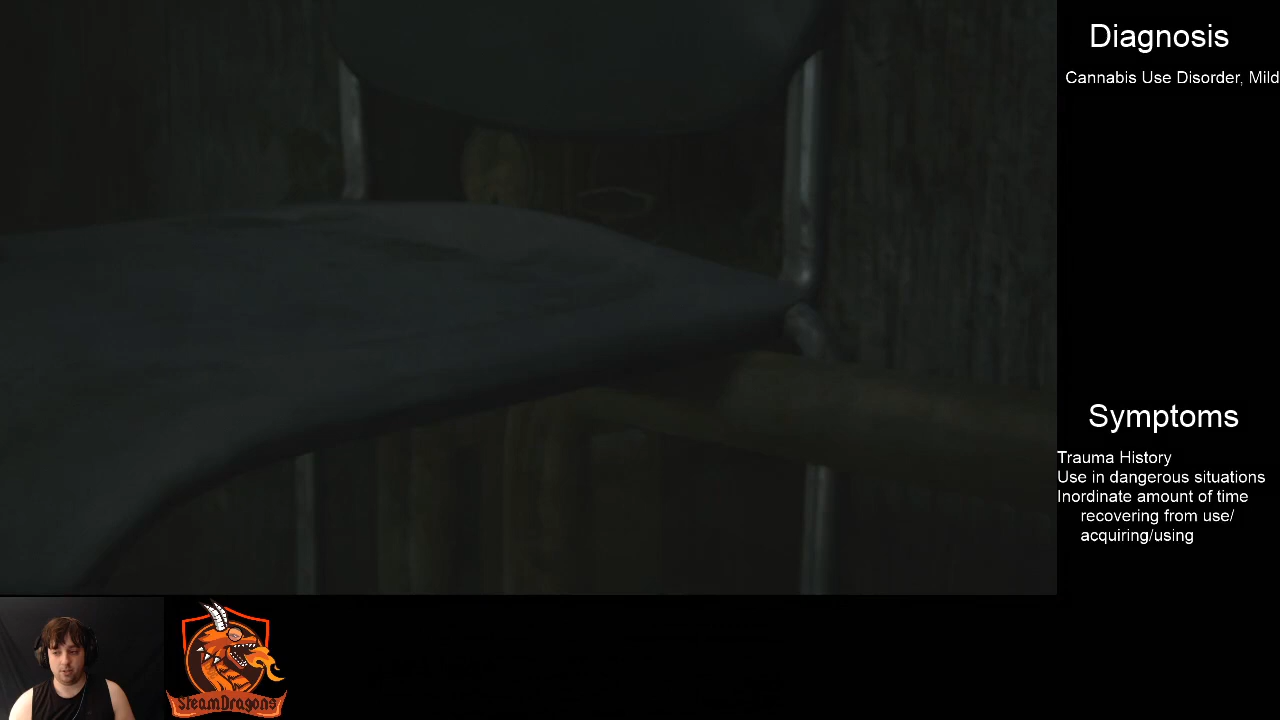 Diagnosis
Cannabis Use Disorder, Mild
Symptoms
Trauma History
Use in dangerous situations
Inordinate amount of time
recovering from use/
acquiring/using
SteamDragons